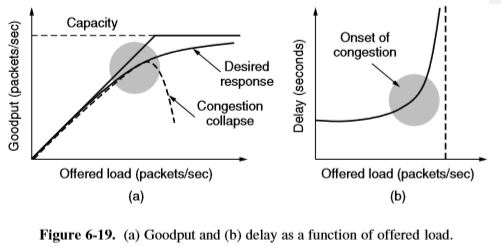 Capacity
Goodput (packets/sec)
Desired
response
Congestion
collapse
Offered load (packets/sec)
(a)
Onset of
congestion
Delay (seconds)
Offered load (packets/sec)
(b)
Figure 6-19. (a) Goodput and (b) delay as a function of offered load.